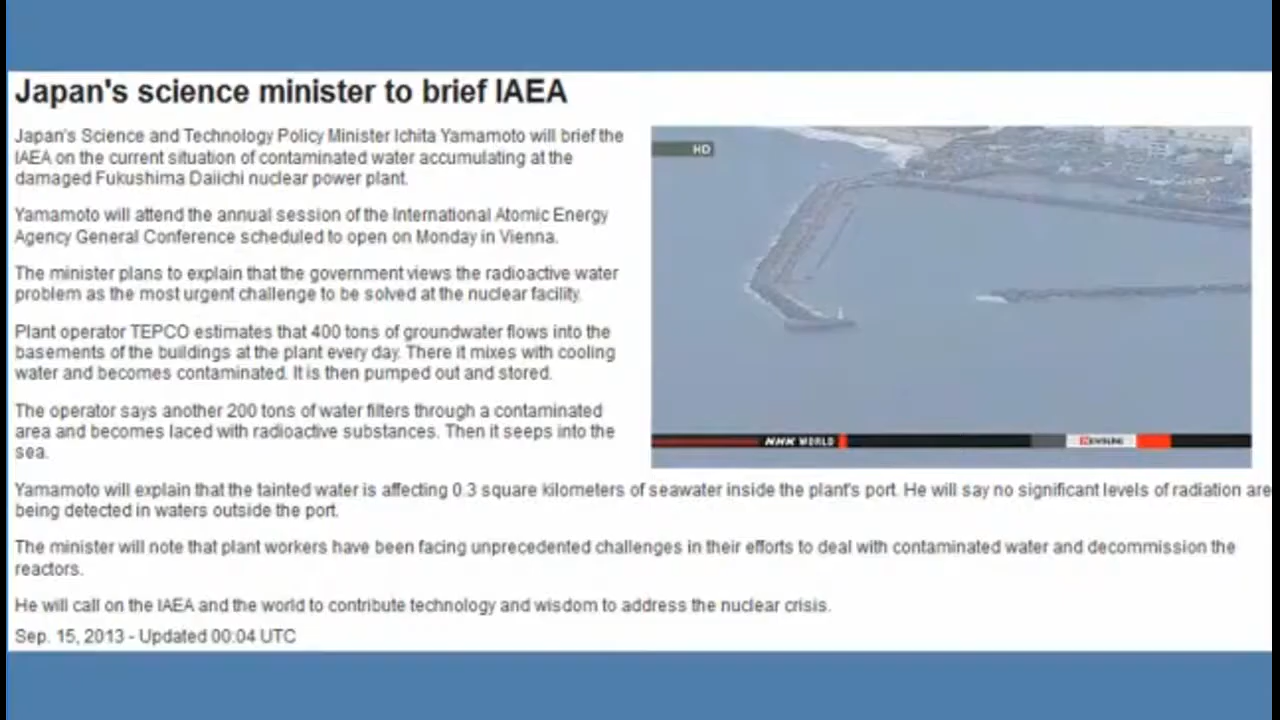 Japan's science minister to brief IAEA
Japan's Science and Technology Policy Minister Ichita Yamamoto will brief the
IAEA on the current situation of contaminated water accumulating at the
damaged Fukushima Daiichi nuclear power plant.
Yamamoto will attend the annual session of the International Atomic Energy
Agency General Conference scheduled to open on Monday in Vienna.
The minister plans to explain that the government views the radioactive water
problem as the most urgent challenge to be solved at the nuclear facility.
Plant operator TEPCO estimates that 400 tons of groundwater flows into the
basements of the buildings at the plant every day. There it mixes with cooling
water and becomes contaminated. It is then pumped out and stored.
The operator says another 200 tons of water filters through a contaminated
area and becomes laced with radioactive substances. Then it seeps into the
sea.
HD
NHK WORLD
NEWSLINE
Yamamoto will explain that the tainted water is affecting 0.3 square kilometers of seawater inside the plant's port. He will say no significant levels of radiation are
being detected in waters outside the port.
The minister will note that plant workers have been facing unprecedented challenges in their efforts to deal with contaminated water and decommission the
reactors.
He will call on the IAEA and the world to contribute technology and wisdom to address the nuclear crisis.
Sep. 15, 2013 - Updated 00:04 UTC